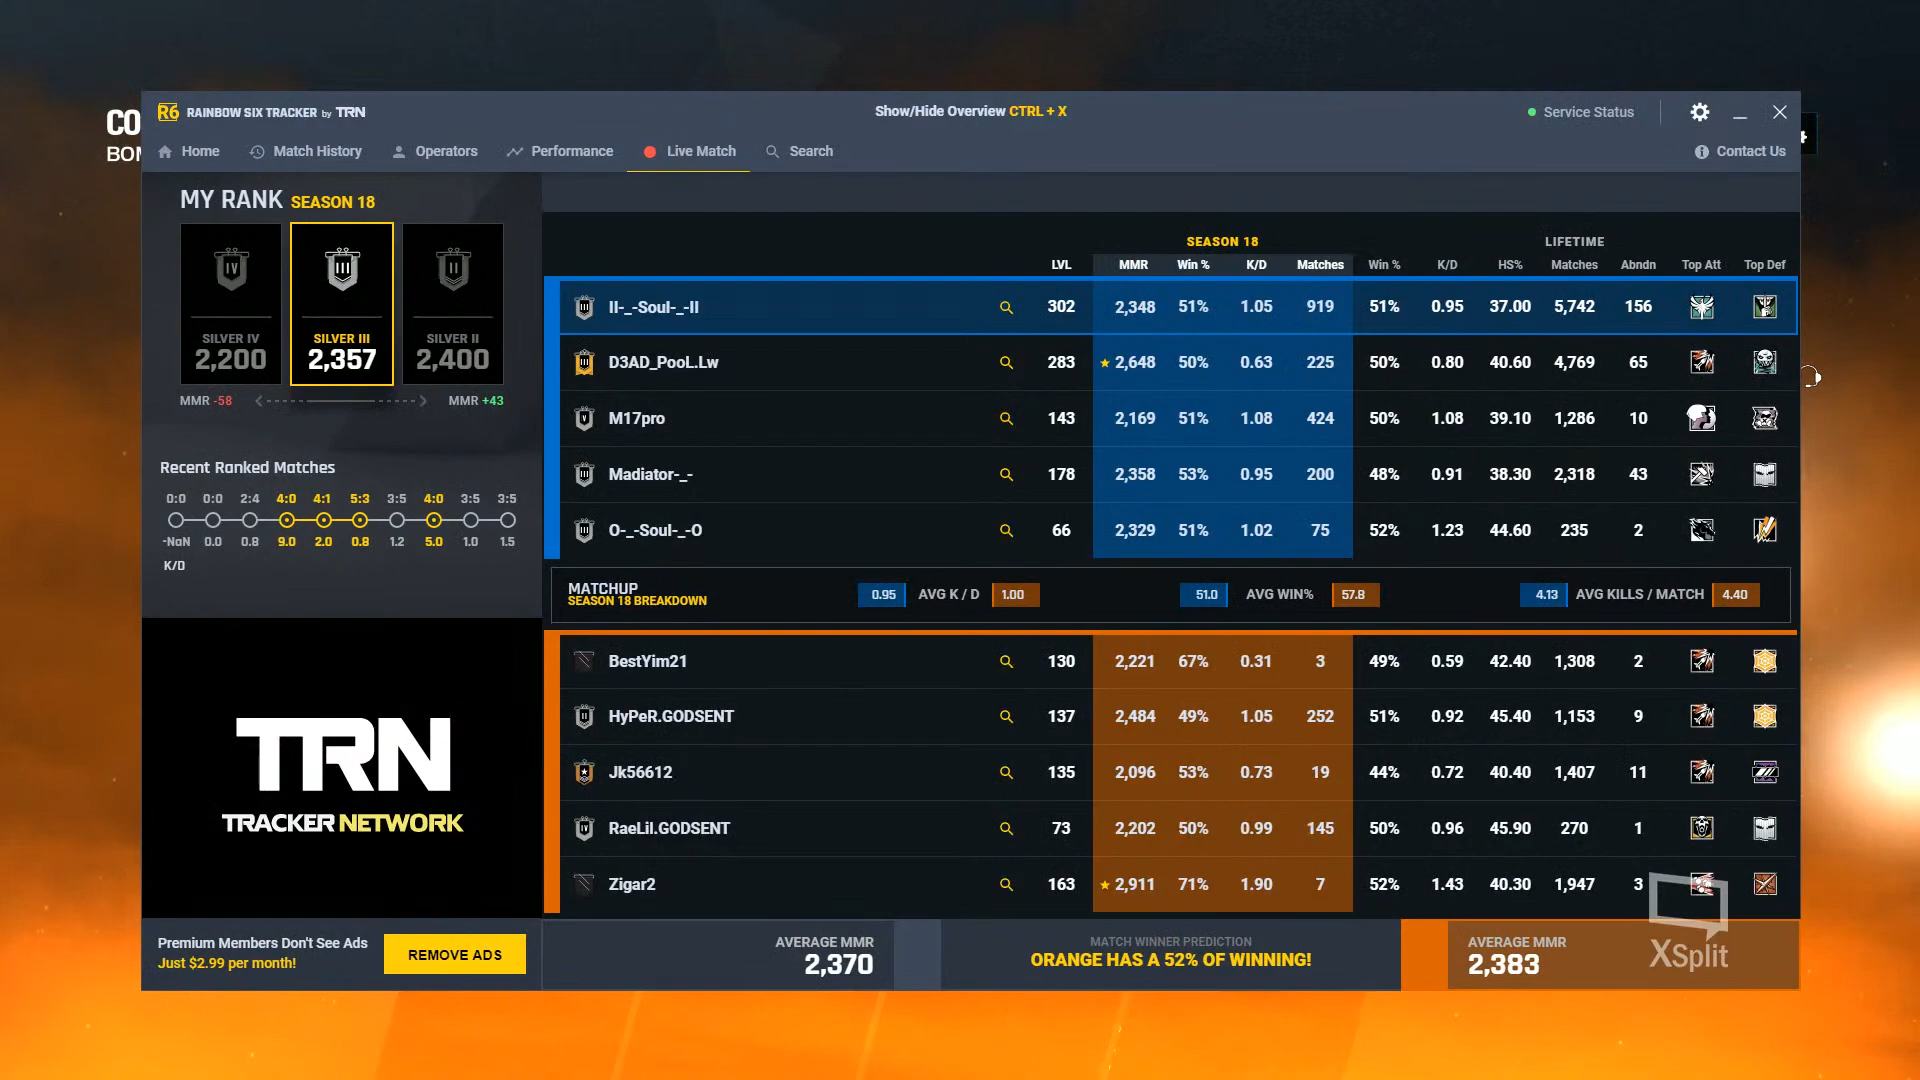 CO
BOM
R6 RAINBOW SIX TRACKER by TRN
Show/Hide Overview CTRL + X
Service Status
Home Match History Operators Performance Live Match Search
Contact Us
MY RANK SEASON 18
IV III II
SILVER IV SILVER III SILVER II
2,200 2,357 2,400
MMR -58 MMR +43
Recent Ranked Matches
0:0 0:0 2:4 4:0 4:1 5:3 3:5 4:0 3:5 3:5
-NaN 0.0 0.8 9.0 2.0 0.8 1.2 5.0 1.0 1.5
K/D
TRN
TRACKER NETWORK
Premium Members Don't See Ads
Just $2.99 per month!
REMOVE ADS
SEASON 18 LIFETIME
LVL MMR Win % K/D Matches Win % K/D HS% Matches Abndn Top Att Top Def
II-_-Soul-_-II 302 2,348 51% 1.05 919 51% 0.95 37.00 5,742 156
D3AD_PooL.Lw 283 2,648 50% 0.63 225 50% 0.80 40.60 4,769 65
M17pro 143 2,169 51% 1.08 424 50% 1.08 39.10 1,286 10
Madiator-_- 178 2,358 53% 0.95 200 48% 0.91 38.30 2,318 43
O-_-Soul-_-O 66 2,329 51% 1.02 75 52% 1.23 44.60 235 2
MATCHUP
SEASON 18 BREAKDOWN
0.95 AVG K / D 1.00 51.0 AVG WIN% 57.8 4.13 AVG KILLS / MATCH 4.40
BestYim21 130 2,221 67% 0.31 3 49% 0.59 42.40 1,308 2
HyPeR.GODSENT 137 2,484 49% 1.05 252 51% 0.92 45.40 1,153 9
Jk56612 135 2,096 53% 0.73 19 44% 0.72 40.40 1,407 11
RaeLil.GODSENT 73 2,202 50% 0.99 145 50% 0.96 45.90 270 1
Zigar2 163 2,911 71% 1.90 7 52% 1.43 40.30 1,947 3
AVERAGE MMR
2,370
MATCH WINNER PREDICTION
ORANGE HAS A 52% OF WINNING!
AVERAGE MMR
2,383
XSplit